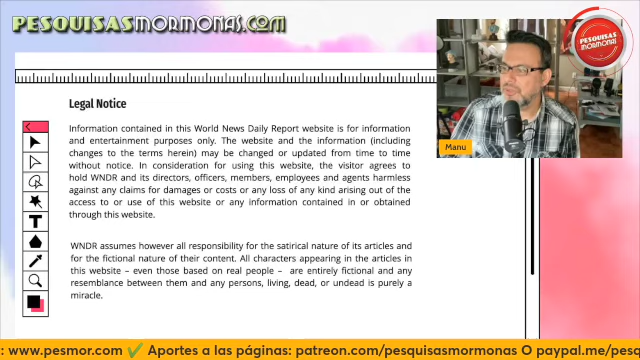 PESQUISASMORMONAS.COM
PESQUISAS
MORMONAS
Manu
Legal Notice
Information contained in this World News Daily Report website is for information
and entertainment purposes only. The website and the information (including
changes to the terms herein) may be changed or updated from time to time
without notice. In consideration for using this website, the visitor agrees to
hold WNDR and its directors, officers, members, employees and agents harmless
against any claims for damages or costs or any loss of any kind arising out of the
access to or use of this website or any information contained in or obtained
through this website.
WNDR assumes however all responsibility for the satirical nature of its articles and
for the fictional nature of their content. All characters appearing in the articles in
this website – even those based on real people – are entirely fictional and any
resemblance between them and any persons, living, dead, or undead is purely a
miracle.
T
: www.pesmor.com ✔ Aportes a las páginas: patreon.com/pesquisasmormonas O paypal.me/pesq